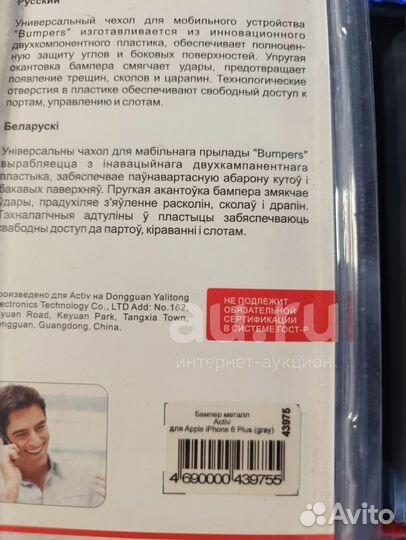 Русский
Универсальный чехол для мобильного устройства
"Bumpers" изготавливается из инновационного
двухкомпонентного пластика, обеспечивает полноцен-
ную защиту углов и боковых поверхностей. Упругая
окантовка бампера смягчает удары, предотвращает
появление трещин, сколов и царапин. Технологические
отверстия в пластике обеспечивают свободный доступ к
портам, управлению и слотам.
Беларускі
Універсальны чехол для мабільнага прылады "Bumpers"
вырабляецца з інавацыйнага двухкампанентнага
пластыка, забяспечвае паўнавартасную абарону кутоў і
бакавых паверхняў. Пругкая акантоўка бампера змякчае
ўдары, прадухіляе з'яўленне расколін, сколаў і драпін.
Тэхналагічныя адтуліны ў пластыцы забяспечваюць
свабодны доступ да партоў, кіраванні і слотам.
роизведено для Activ на Dongguan Yalitong
lectronics Technology Co., LTD Add: No.162,
eyuan Road, Keyuan Park, Tangxia Town,
ongguan, Guangdong, China.
НЕ ПОДЛЕЖИТ
ОБЯЗАТЕЛЬНОЙ
СЕРТИФИКАЦИИ
В СИСТЕМЕ ГОСТ-Р
au.ru
интернет-аукцион
Бампер металл
Activ
для Apple iPhone 6 Plus (gray)
43975
4 690000 439755
Avito